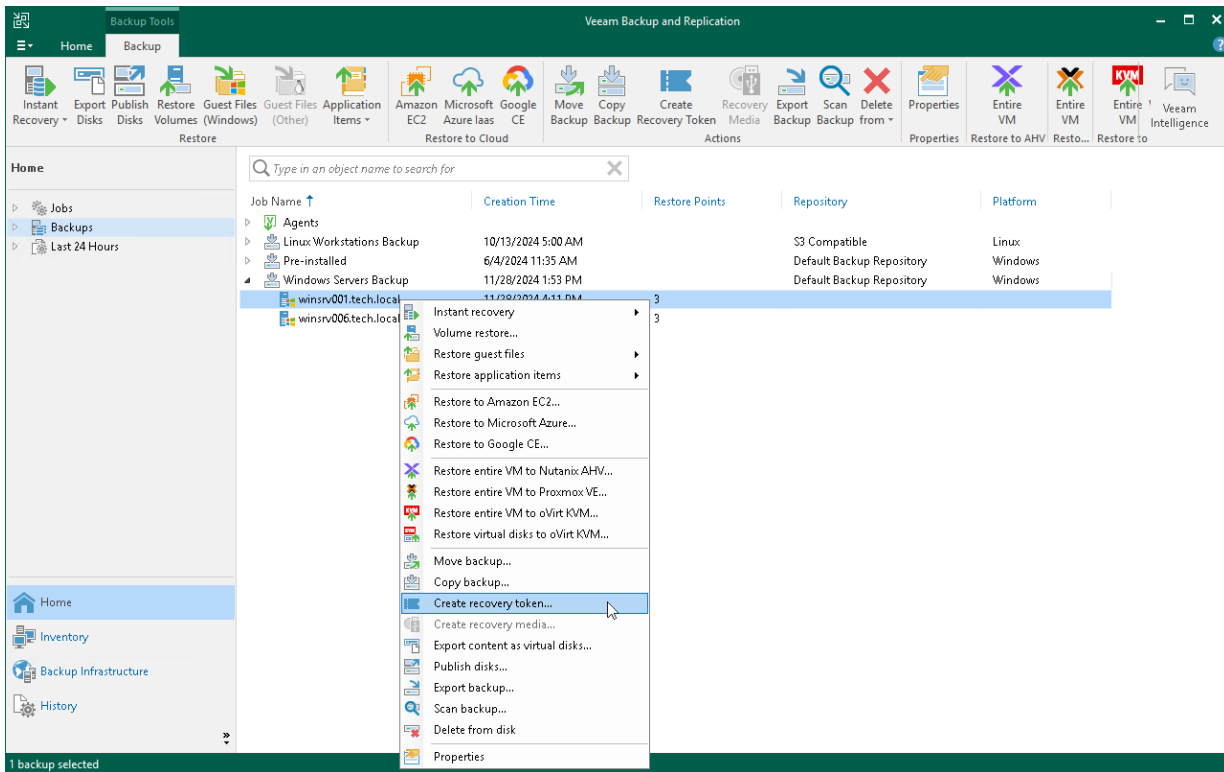 Backup Tools
Veeam Backup and Replication
Home Backup
?
Instant Recovery
Export Disks
Publish Disks
Restore Volumes
Guest Files (Windows)
Guest Files (Other)
Application Items
Restore
Amazon EC2
Microsoft Azure Iaas
Google CE
Restore to Cloud
Move Backup
Copy Backup
Create Recovery Token
Recovery Media
Export Backup
Scan Backup
Delete from
Actions
Properties
Properties
Entire VM
Restore to AHV
Entire VM
Resto...
KVM
Entire VM
Restore to
Veeam Intelligence
Home
Type in an object name to search for
Jobs
Backups
Last 24 Hours
Job Name Creation Time Restore Points Repository Platform
Agents
Linux Workstations Backup 10/13/2024 5:00 AM S3 Compatible Linux
Pre-installed 6/4/2024 11:35 AM Default Backup Repository Windows
Windows Servers Backup 11/28/2024 1:53 PM Default Backup Repository Windows
winsrv001.tech.local 11/28/2024 4:11 PM 3
winsrv006.tech.local 3
Instant recovery
Volume restore...
Restore guest files
Restore application items
Restore to Amazon EC2...
Restore to Microsoft Azure...
Restore to Google CE...
Restore entire VM to Nutanix AHV...
Restore entire VM to Proxmox VE...
KVM Restore entire VM to oVirt KVM...
KVM Restore virtual disks to oVirt KVM...
Move backup...
Copy backup...
Create recovery token...
Create recovery media...
Export content as virtual disks...
Publish disks...
Export backup...
Scan backup...
Delete from disk
Properties
Home
Inventory
Backup Infrastructure
History
1 backup selected